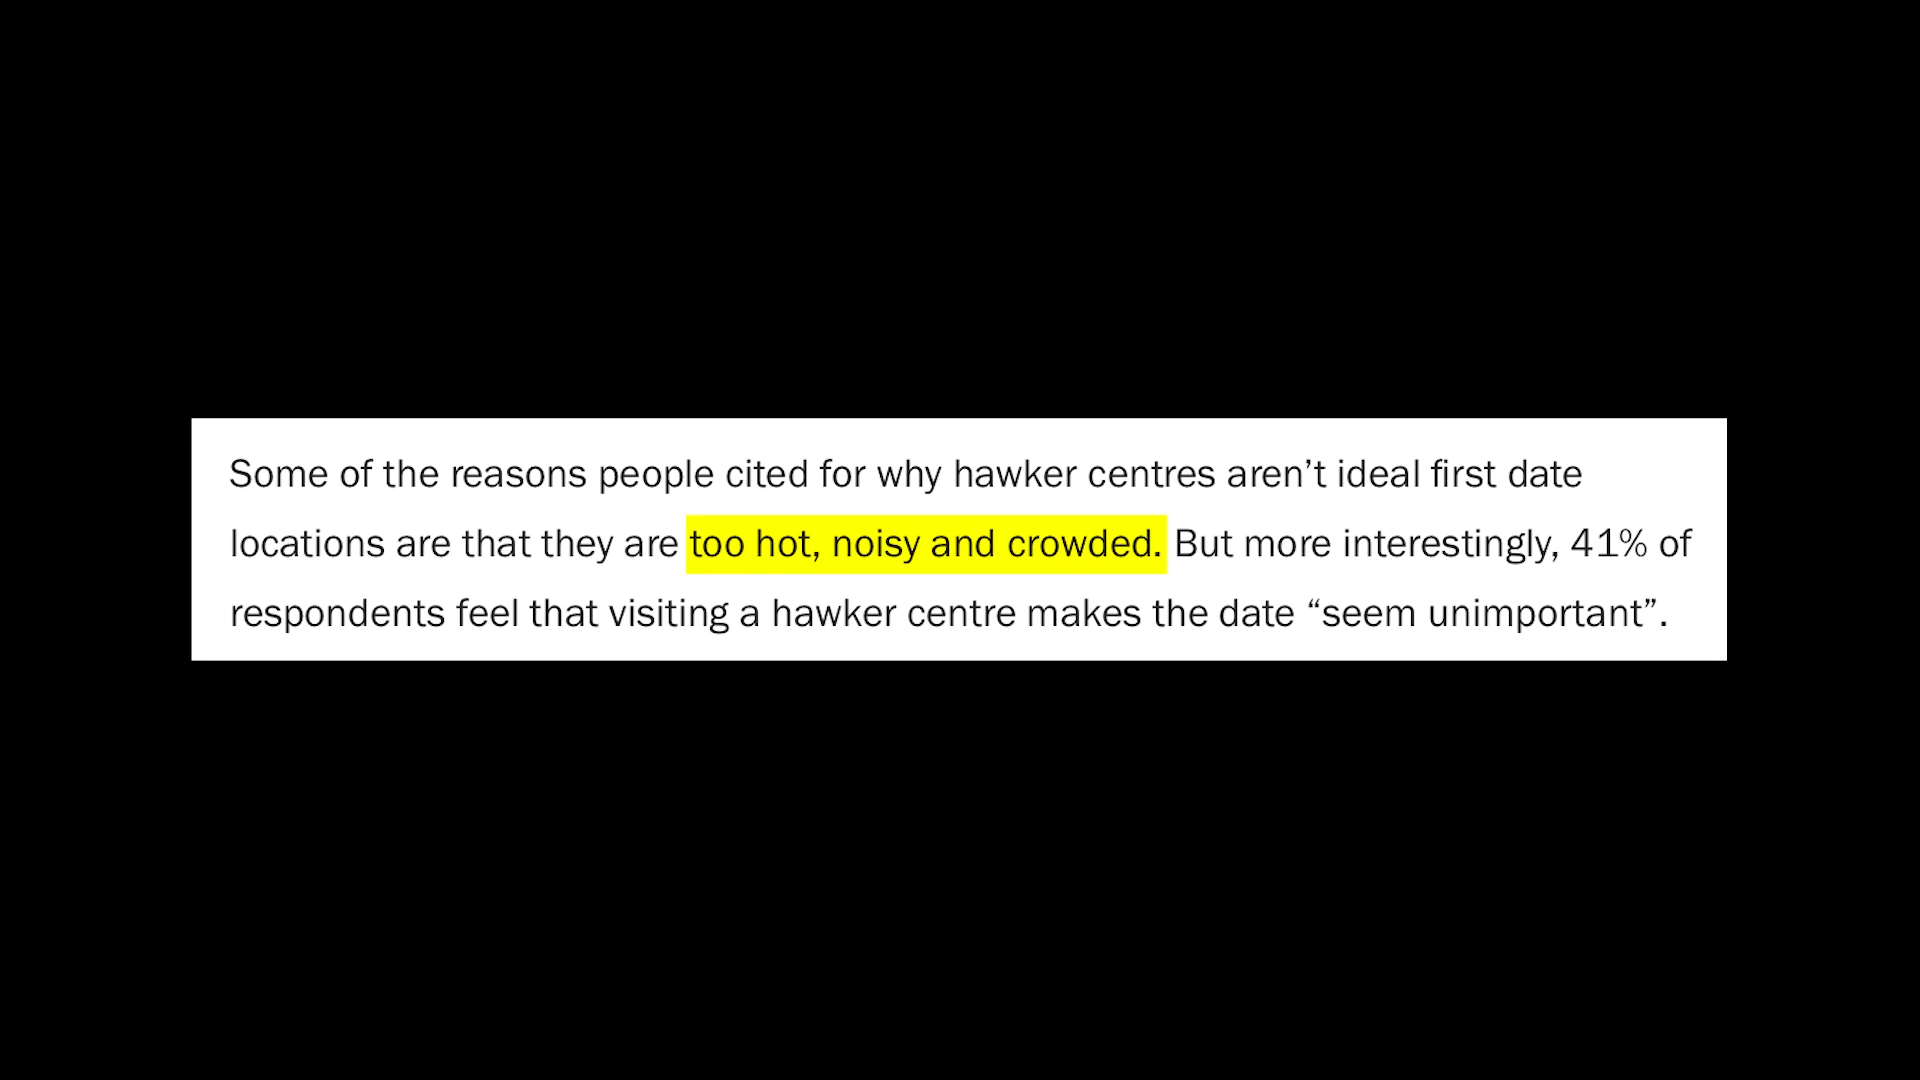 Some of the reasons people cited for why hawker centres aren’t ideal first date
locations are that they are too hot, noisy and crowded. But more interestingly, 41% of
respondents feel that visiting a hawker centre makes the date “seem unimportant”.